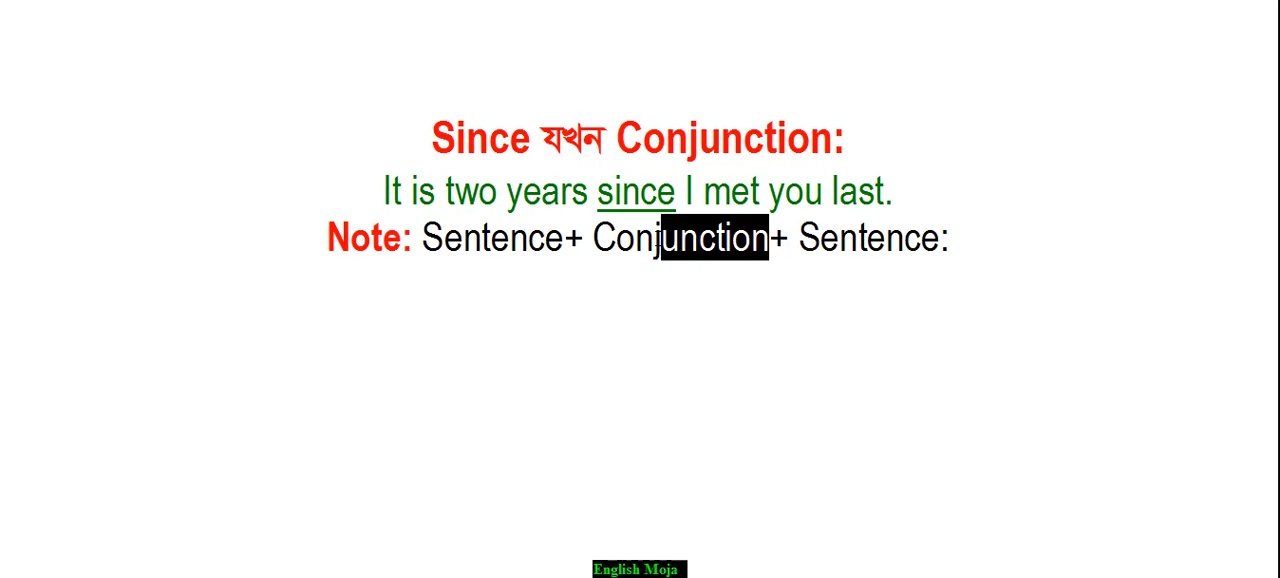 Since যখন Conjunction:
It is two years since I met you last.
Note: Sentence+ Conjunction+ Sentence:
English Moja